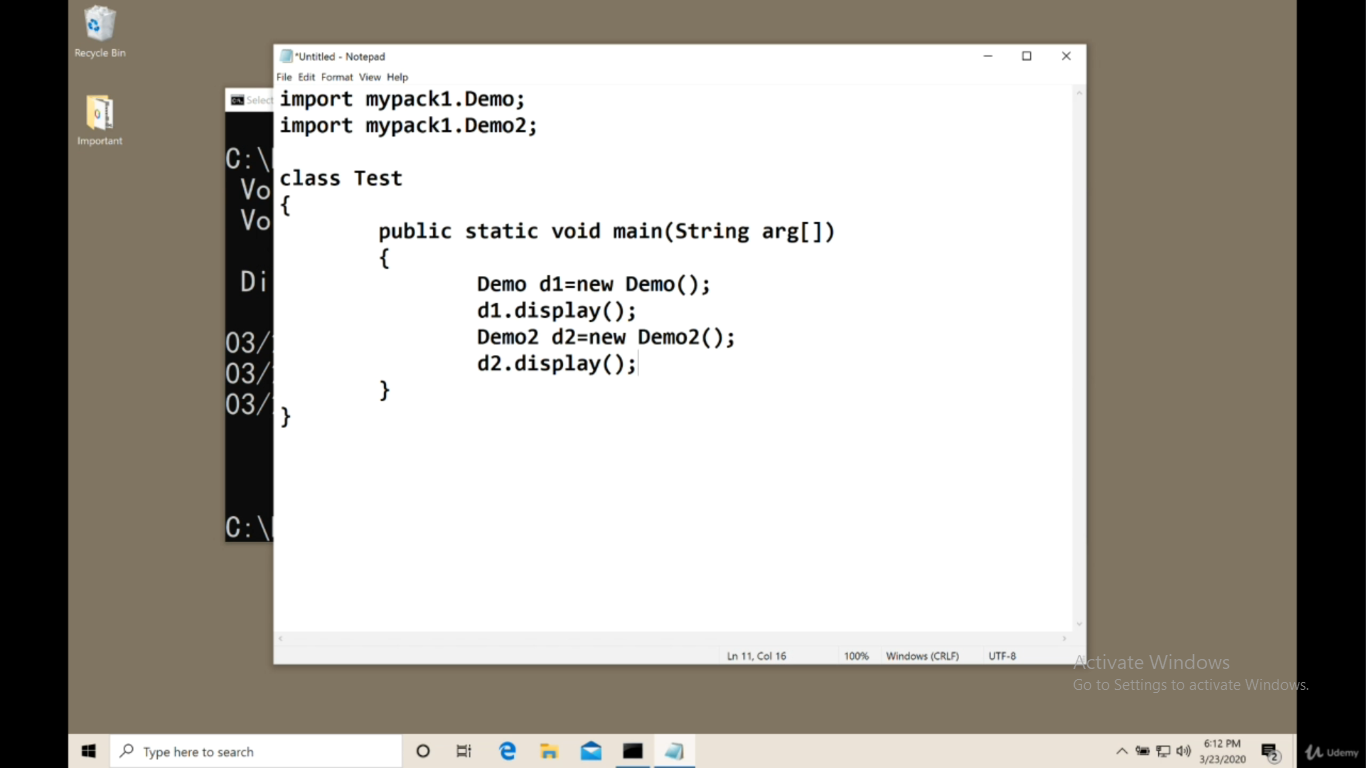 Recycle Bin
Important
*Untitled - Notepad
File Edit Format View Help
import mypack1.Demo;
import mypack1.Demo2;
class Test
{
public static void main(String arg[])
{
Demo d1=new Demo();
d1.display();
Demo2 d2=new Demo2();
d2.display();
}
}
Ln 11, Col 16
100%
Windows (CRLF)
UTF-8
Select
C:\
Vo
Vo
Di
03/
03/
03/
C:\
Activate Windows
Go to Settings to activate Windows.
Type here to search
6:12 PM
3/23/2020
2
Udemy